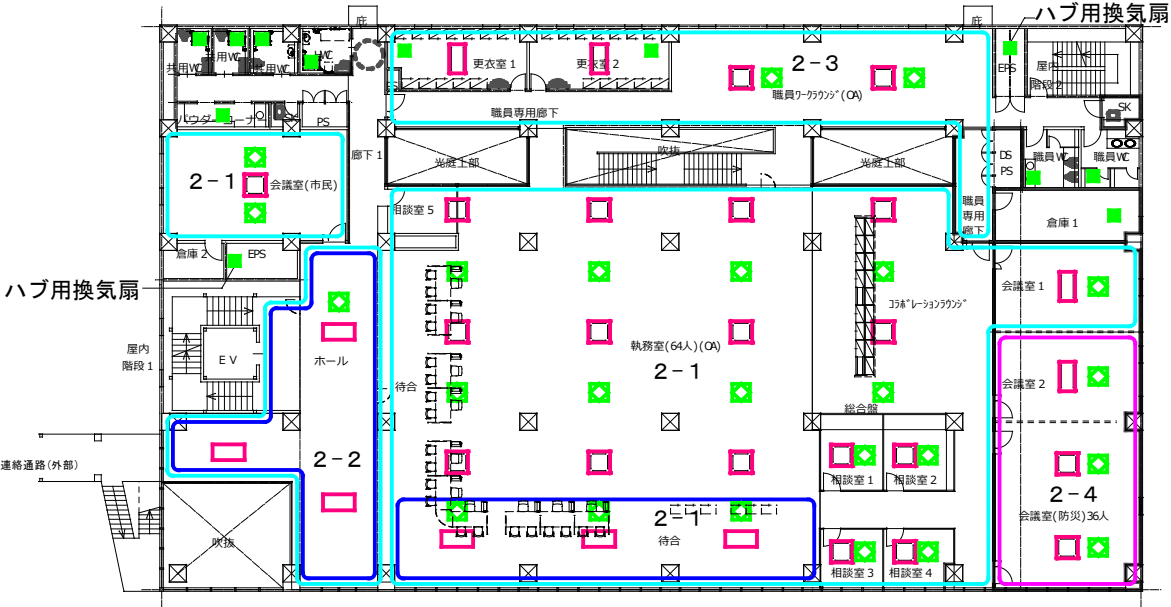 庇
庇
ハブ用換気扇
共用WC
共用WC
共用WC
WC
更衣室1
更衣室2
2-3
職員ﾜｰｸﾗｳﾝｼﾞ(OA)
EPS
屋内
階段2
パウダーコーナー
SK
PS
職員専用廊下
SK
廊下1
光庭上部
吹抜
光庭上部
DS
PS
職員WC
職員WC
2-1
会議室(市民)
相談室5
職員
専用
廊下
倉庫1
倉庫2
EPS
ハブ用換気扇
会議室1
ｺﾗﾎﾞﾚｰｼｮﾝﾗｳﾝｼﾞ
屋内
階段1
EV
ホール
執務室(64人)(OA)
2-1
待合
会議室2
総合盤
連絡通路(外部)
2-2
相談室1
相談室2
2-4
会議室(防災)36人
2-1
待合
吹抜
相談室3
相談室4